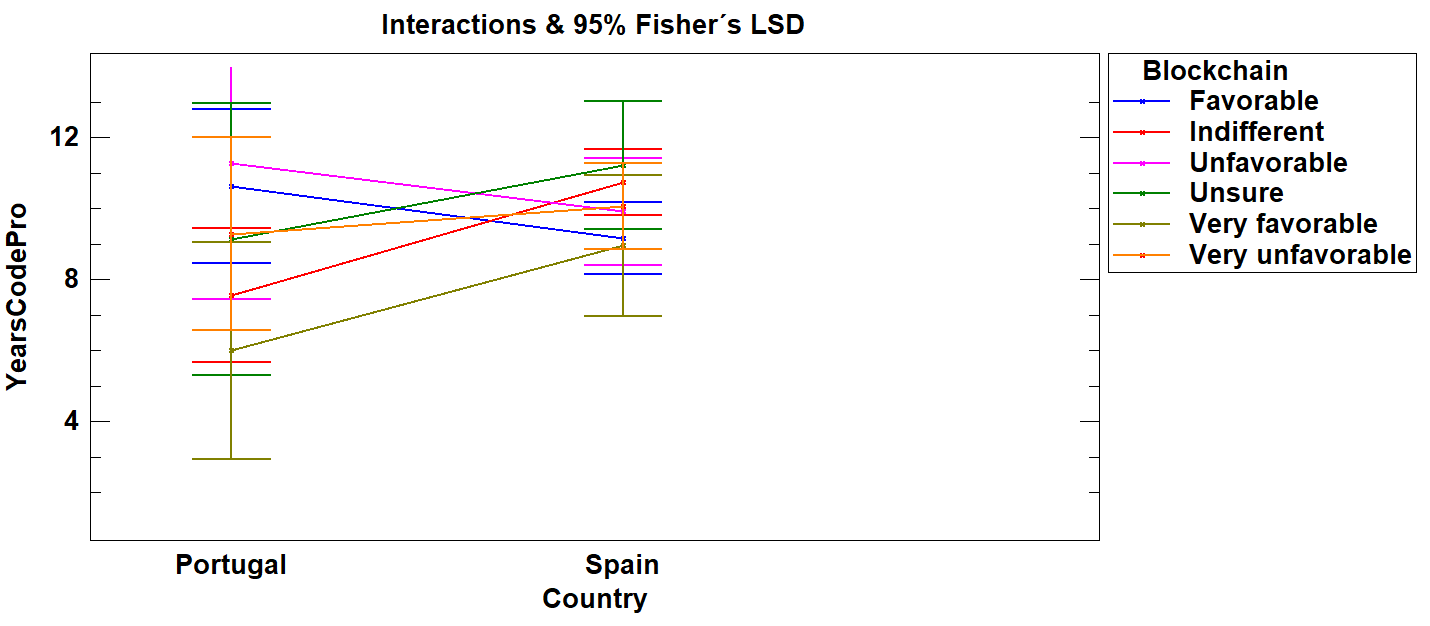 Interactions & 95% Fisher´s LSD
YearsCodePro
12
8
4
Portugal
Spain
Country
Blockchain
Favorable
Indifferent
Unfavorable
Unsure
Very favorable
Very unfavorable